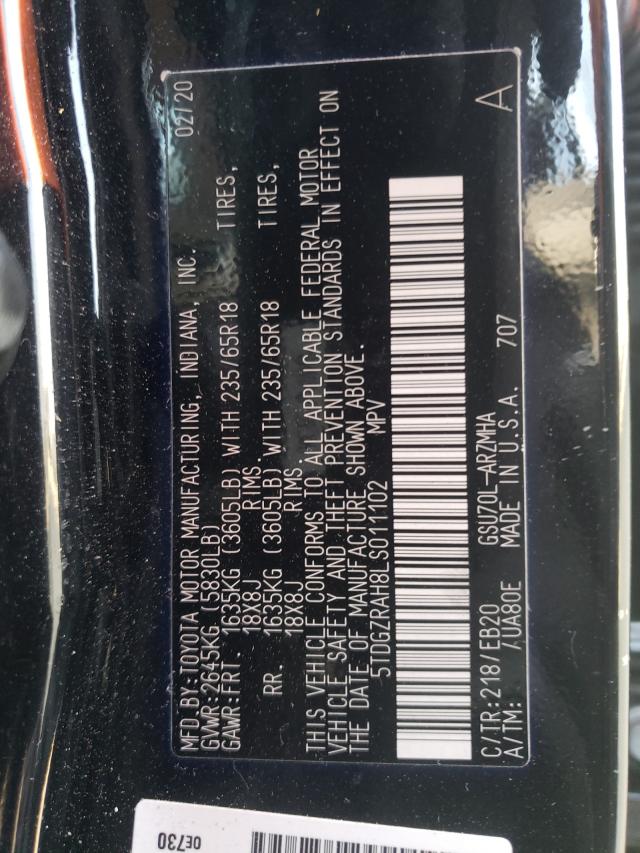 MFD.BY:TOYOTA MOTOR MANUFACTURING, INDIANA, INC. 02/20
GVWR:2645KG (5830LB)
GAWR:FRT. 1635KG (3605LB) WITH 235/65R18 TIRES,
18X8J RIMS.
RR. 1635KG (3605LB) WITH 235/65R18 TIRES,
18X8J RIMS.
THIS VEHICLE CONFORMS TO ALL APPLICABLE FEDERAL MOTOR
VEHICLE SAFETY AND THEFT PREVENTION STANDARDS IN EFFECT ON
THE DATE OF MANUFACTURE SHOWN ABOVE.
5TDGZRAH8LS011102 MPV
C/TR:218/EB20 GSU70L-ARZMHA A
A/TM: /UA80E MADE IN U.S.A. 707
0E730